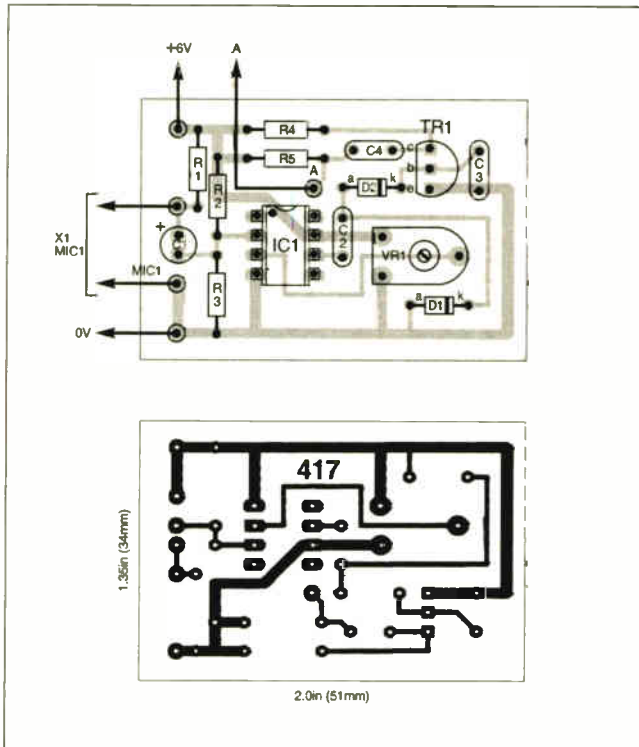 +6V
A
R4
TR1
R1
R5
C4
c
b
e
C3
A
a
D2
k
R2
+
IC1
C2
VR1
X1
MIC1
MIC1
R3
a
D1
k
0V
417
1.35in (34mm)
2.0in (51mm)